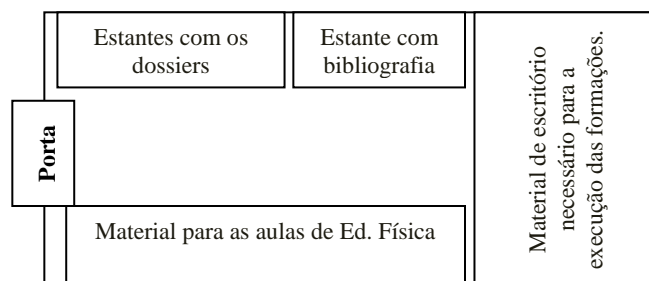 Estantes com os
dossiers
Estante com
bibliografia
Material de escritório
necessário para a
execução das formações.
Porta
Material para as aulas de Ed. Física